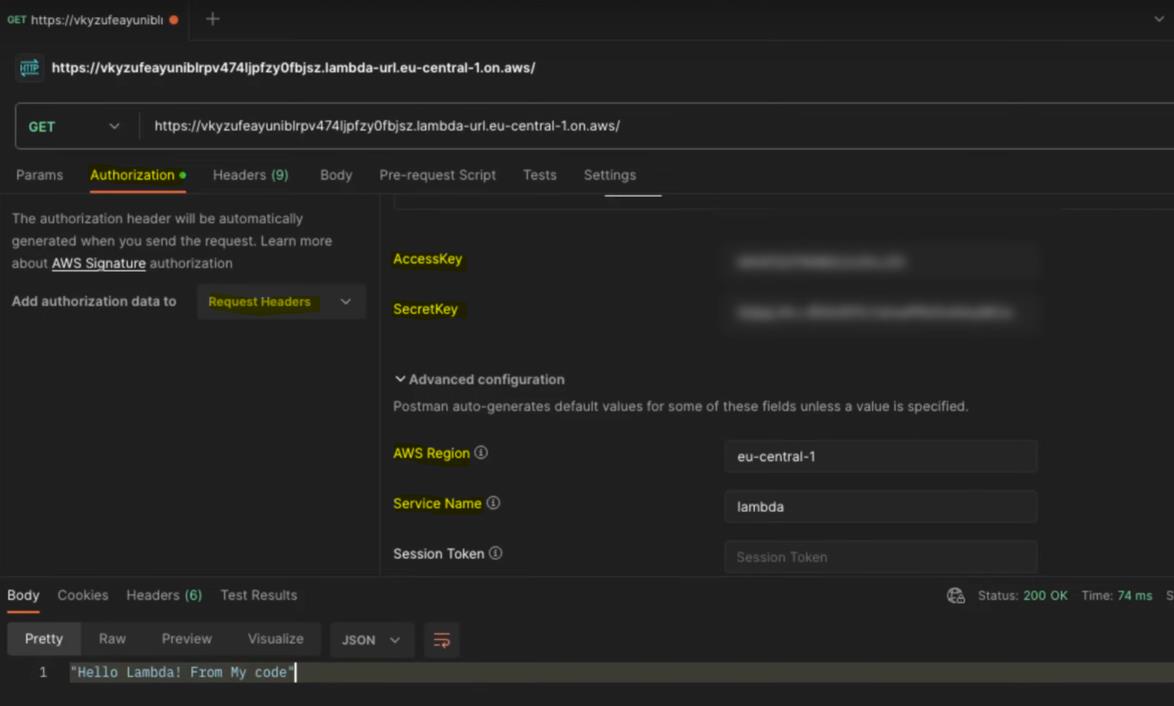 GET https://vkyzufeayunibl
HTTP https://vkyzufeayuniblrpv474ljpfzy0fbjsz.lambda-url.eu-central-1.on.aws/
GET https://vkyzufeayuniblrpv474ljpfzy0fbjsz.lambda-url.eu-central-1.on.aws/
Params Authorization Headers (9) Body Pre-request Script Tests Settings
The authorization header will be automatically
generated when you send the request. Learn more
about AWS Signature authorization
Add authorization data to Request Headers
AccessKey
SecretKey
Advanced configuration
Postman auto-generates default values for some of these fields unless a value is specified.
AWS Region eu-central-1
Service Name lambda
Session Token Session Token
Body Cookies Headers (6) Test Results Status: 200 OK Time: 74 ms S
Pretty Raw Preview Visualize JSON
1 "Hello Lambda! From My code"